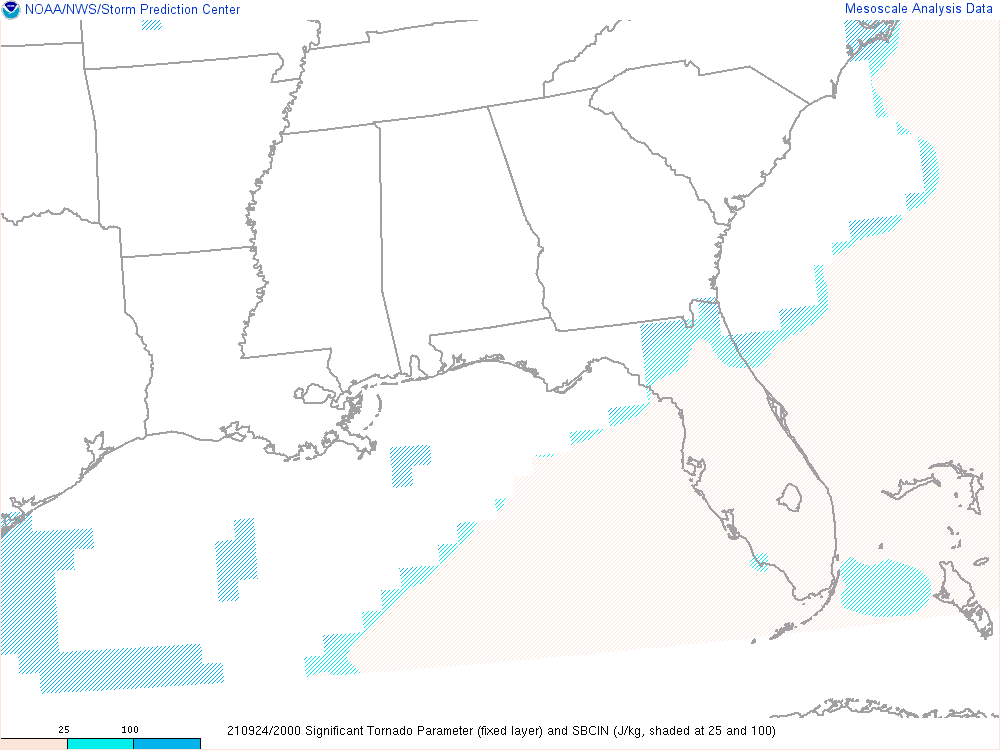 NOAA/NWS/Storm Prediction Center
Mesoscale Analysis Data
25 100
210924/2000 Significant Tornado Parameter (fixed layer) and SBCIN (J/kg, shaded at 25 and 100)